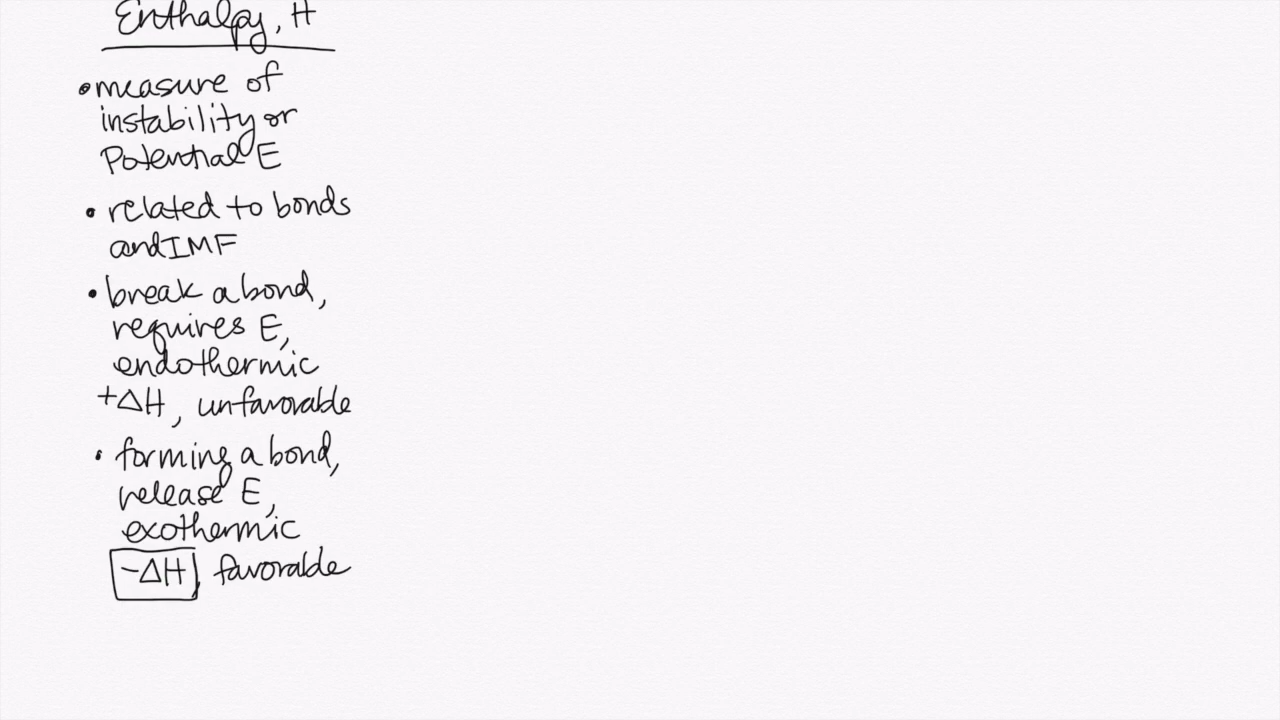 Enthalpy, H
• measure of
instability or
Potential E
• related to bonds
and IMF
• break a bond,
requires E,
endothermic
+ΔH, unfavorable
• forming a bond,
release E,
exothermic
-ΔH, favorable